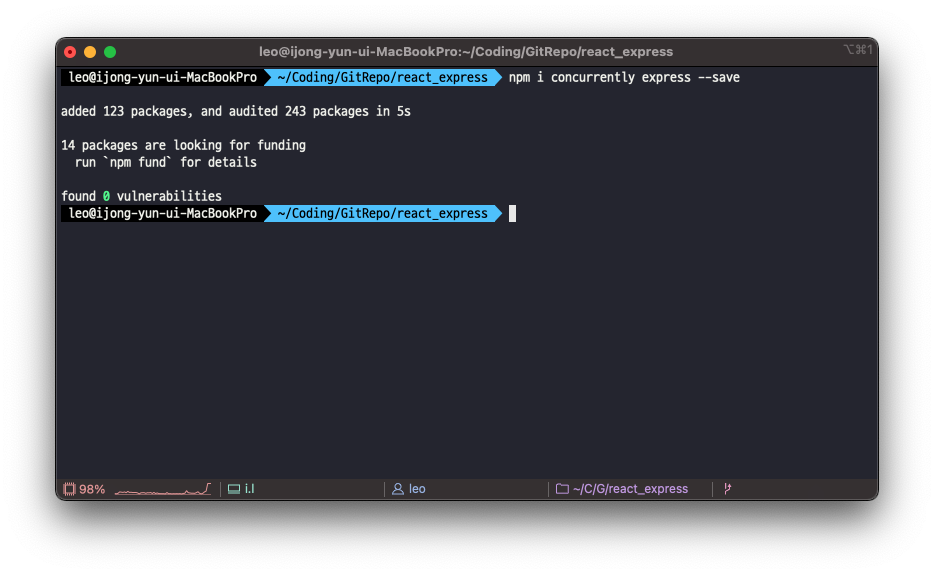 leo@ijong-yun-ui-MacBookPro:~/Coding/GitRepo/react_express
⌥⌘1
leo@ijong-yun-ui-MacBookPro ~/Coding/GitRepo/react_express npm i concurrently express --save
added 123 packages, and audited 243 packages in 5s
14 packages are looking for funding
run `npm fund` for details
found 0 vulnerabilities
leo@ijong-yun-ui-MacBookPro ~/Coding/GitRepo/react_express
98% i.l leo ~/C/G/react_express